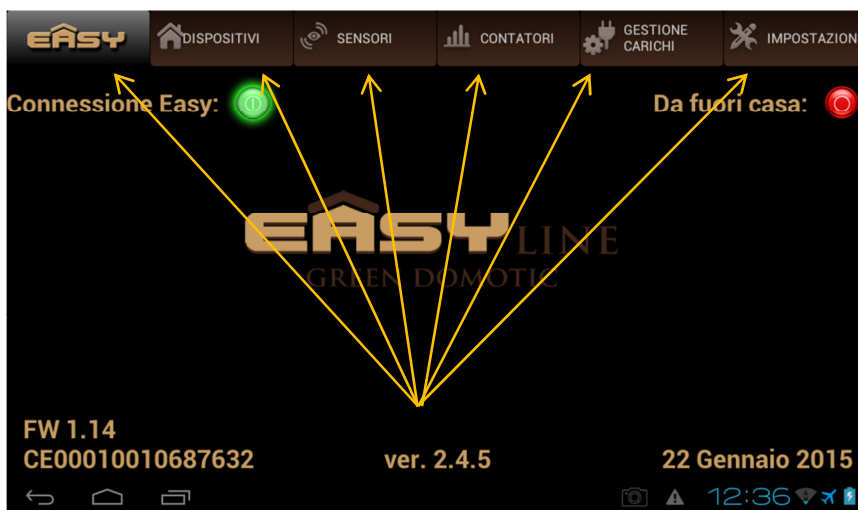 EASY
DISPOSITIVI
SENSORI
CONTATORI
GESTIONE
CARICHI
IMPOSTAZION
Connessione Easy:
Da fuori casa:
EASY LINE
GREEN DOMOTIC
FW 1.14
CE00010010687632
ver. 2.4.5
22 Gennaio 2015
12:36